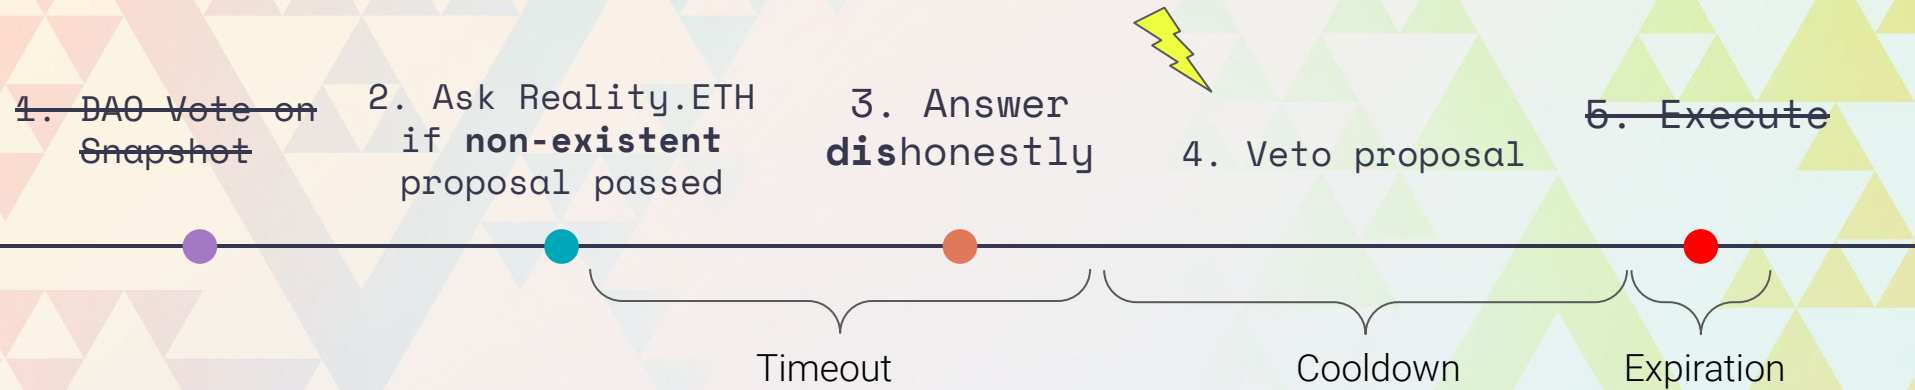 1. DAO Vote on
Snapshot
2. Ask Reality.ETH
if non-existent
proposal passed
3. Answer
dishonestly
4. Veto proposal
5. Execute
Timeout
Cooldown
Expiration